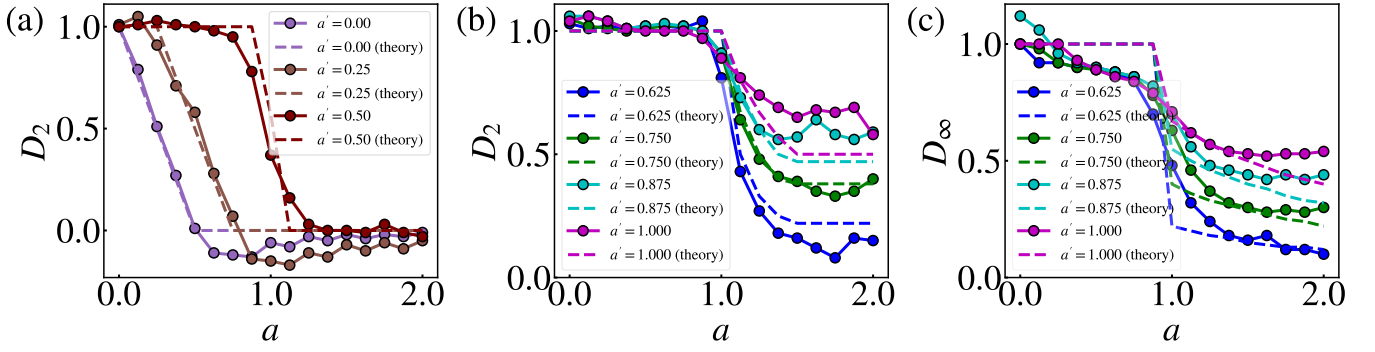 (a)
D₂
1.0
0.5
0.0
0.0
1.0
2.0
a
a′ = 0.00
a′ = 0.00 (theory)
a′ = 0.25
a′ = 0.25 (theory)
a′ = 0.50
a′ = 0.50 (theory)
(b)
D₂
1.0
0.5
0.0
0.0
1.0
2.0
a
a′ = 0.625
a′ = 0.625 (theory)
a′ = 0.750
a′ = 0.750 (theory)
a′ = 0.875
a′ = 0.875 (theory)
a′ = 1.000
a′ = 1.000 (theory)
(c)
D∞
1.0
0.5
0.0
0.0
1.0
2.0
a
a′ = 0.625
a′ = 0.625 (theory)
a′ = 0.750
a′ = 0.750 (theory)
a′ = 0.875
a′ = 0.875 (theory)
a′ = 1.000
a′ = 1.000 (theory)